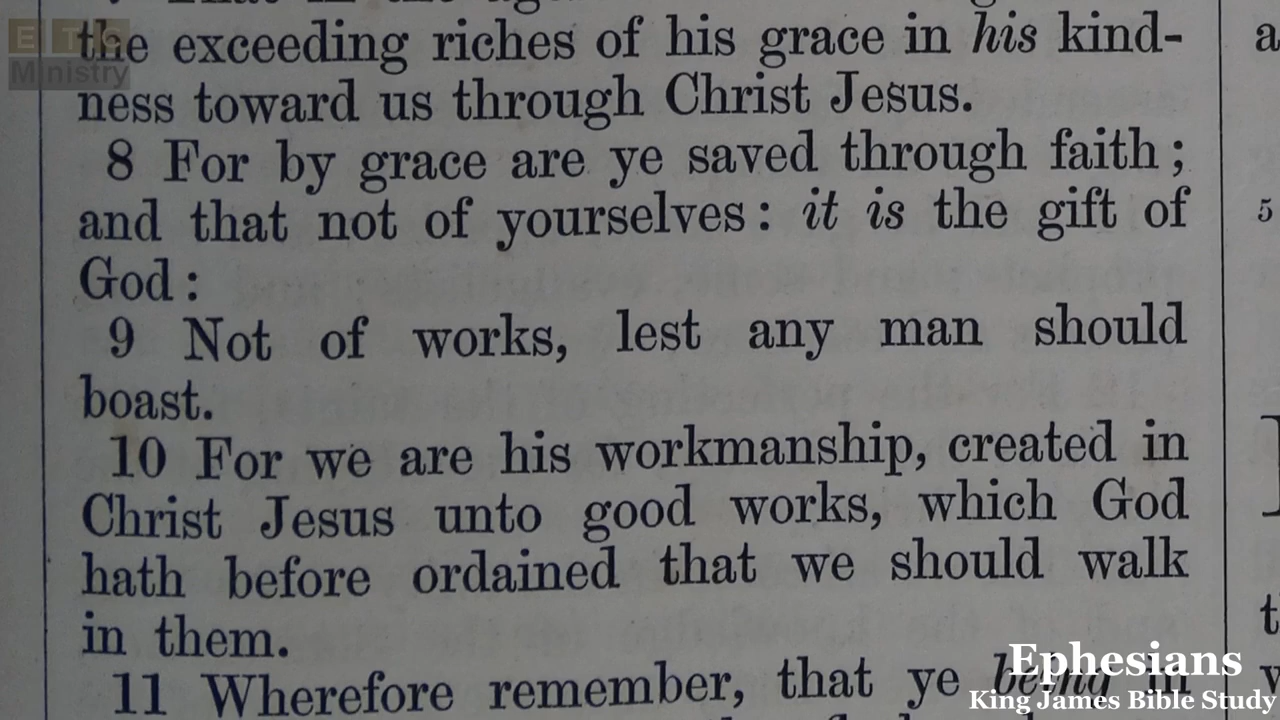 the exceeding riches of his grace in his kind-
ness toward us through Christ Jesus.
8 For by grace are ye saved through faith ;
and that not of yourselves : it is the gift of
God :
9 Not of works, lest any man should
boast.
10 For we are his workmanship, created in
Christ Jesus unto good works, which God
hath before ordained that we should walk
in them.
11 Wherefore remember, that ye being in
a
5
t
Ministry
Ephesians
King James Bible Study